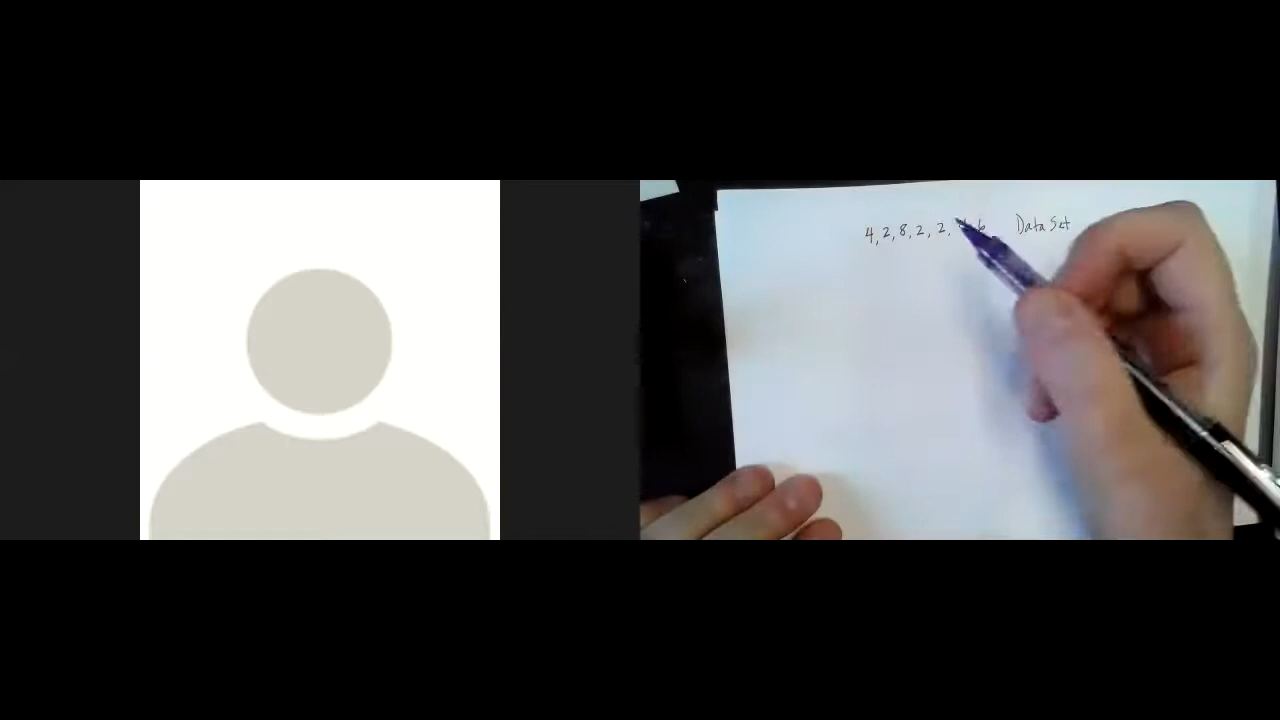 4, 2, 8, 2, 2, 6 Data Set